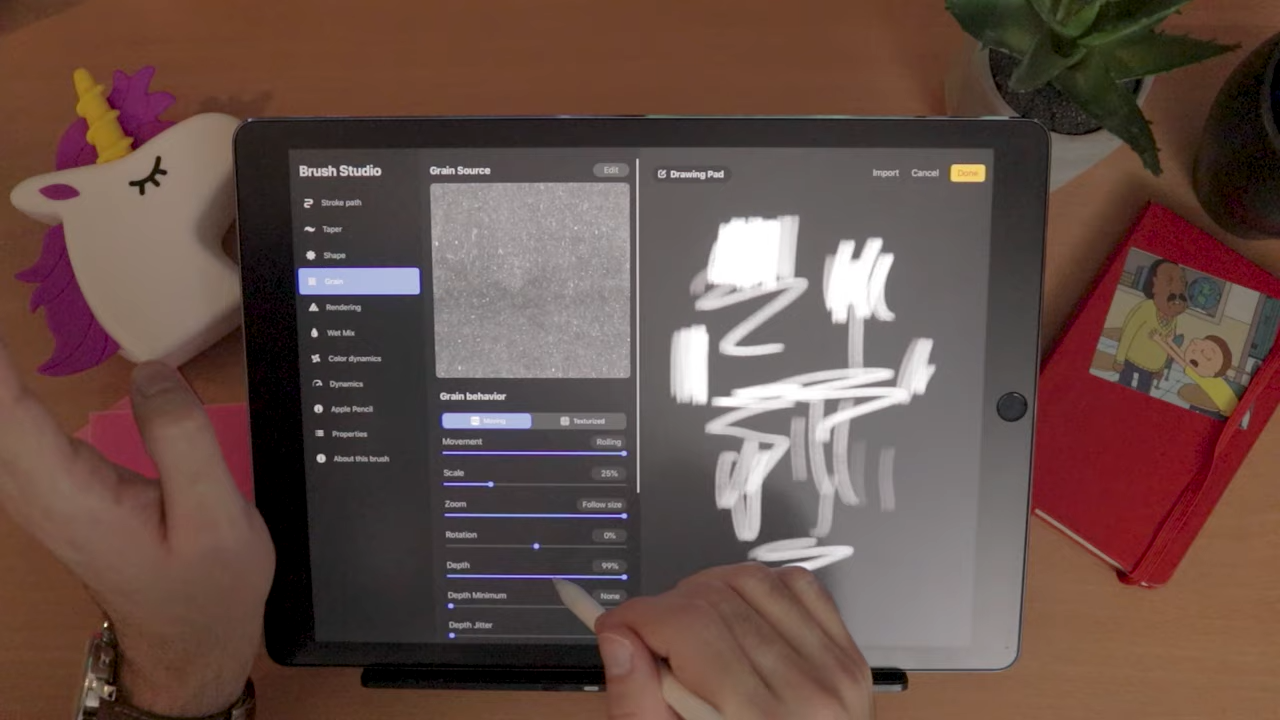 Brush Studio
Stroke path
Taper
Shape
Grain
Rendering
Wet Mix
Color dynamics
Dynamics
Apple Pencil
Properties
About this brush
Grain Source
Edit
Grain behavior
Moving
Texturized
Movement
Rolling
Scale
25%
Zoom
Follow size
Rotation
0%
Depth
99%
Depth Minimum
None
Depth Jitter
Drawing Pad
Import
Cancel
Done